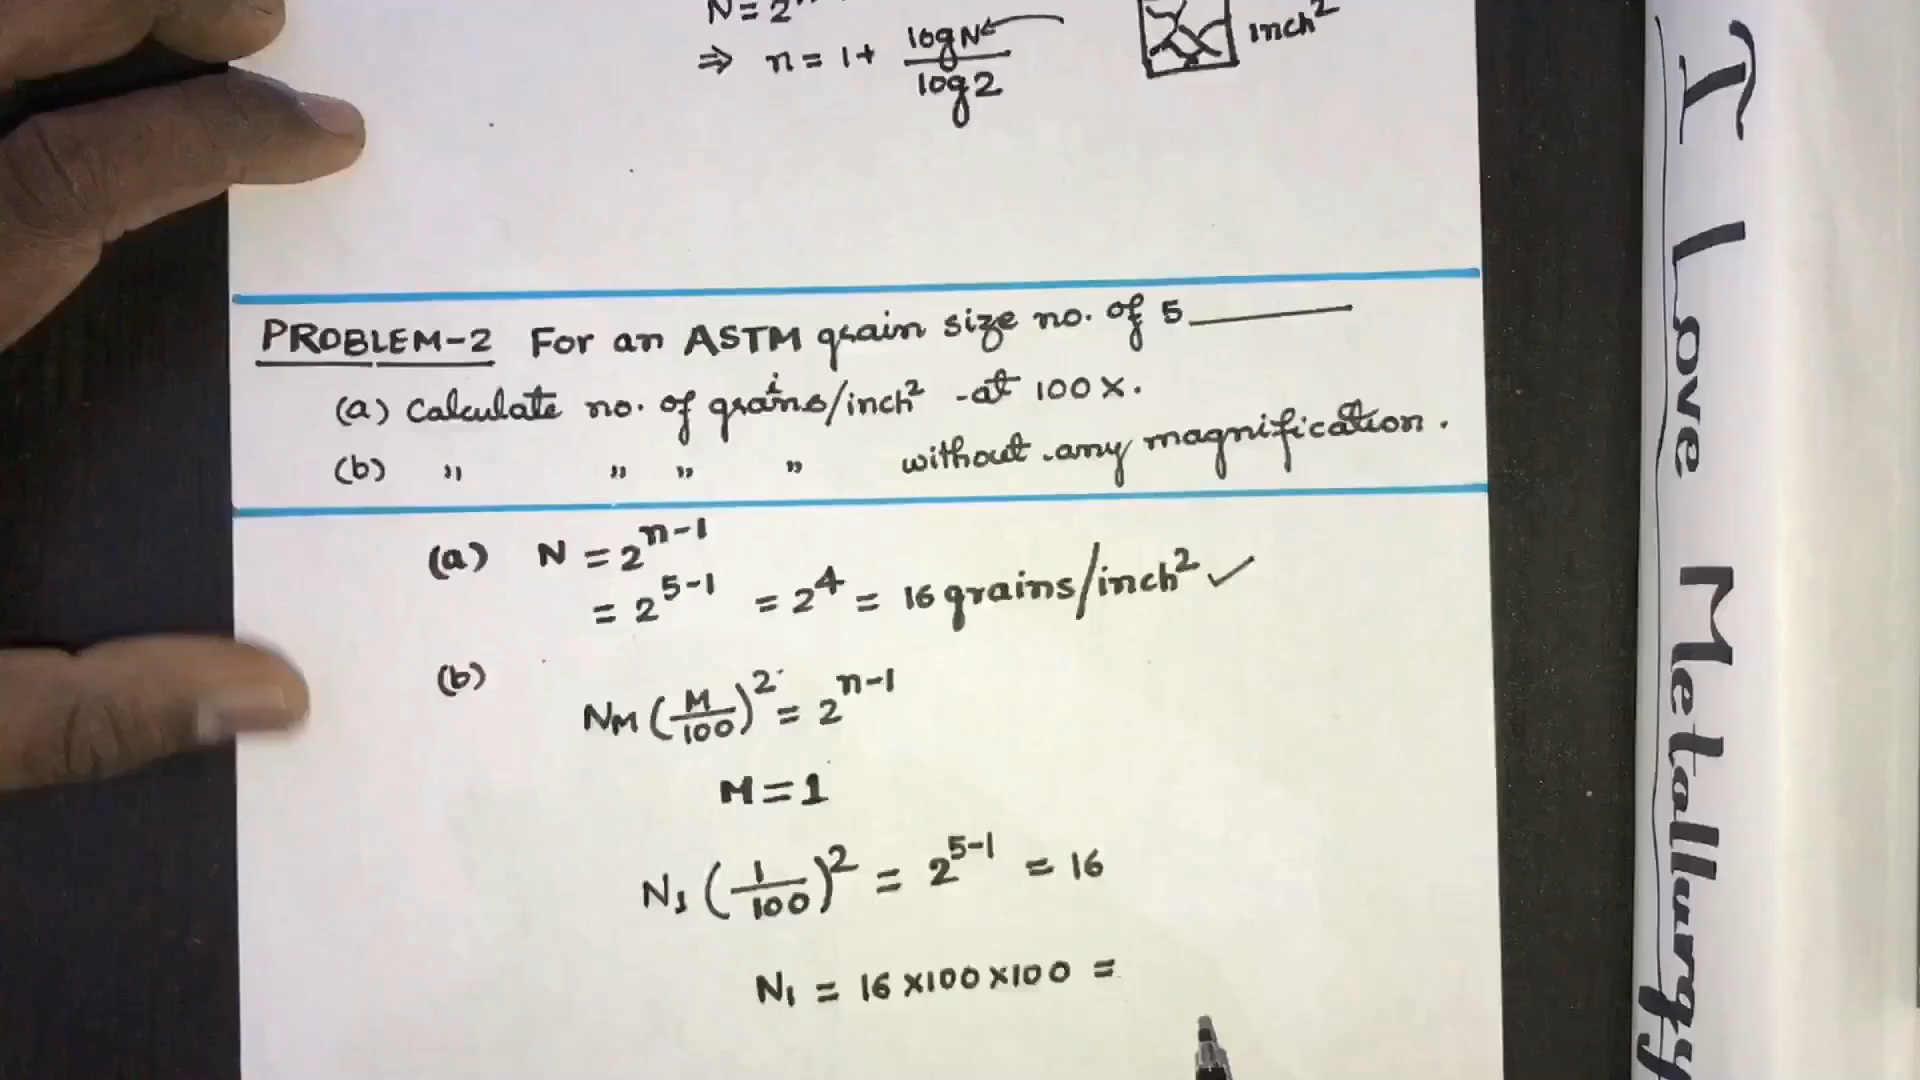 N = 2
⇒ n = 1 + log N / log 2
inch²
PROBLEM-2 For an ASTM grain size no. of 5 ———
(a) Calculate no. of grains/inch² at 100 X.
(b) " " " " without any magnification.
(a) N = 2^(n-1)
= 2^(5-1) = 2^4 = 16 grains/inch² ✓
(b)
N_M (M/100)² = 2^(n-1)
M = 1
N_1 (1/100)² = 2^(5-1) = 16
N_1 = 16 ×100 ×100 =
I Love Metallurgy